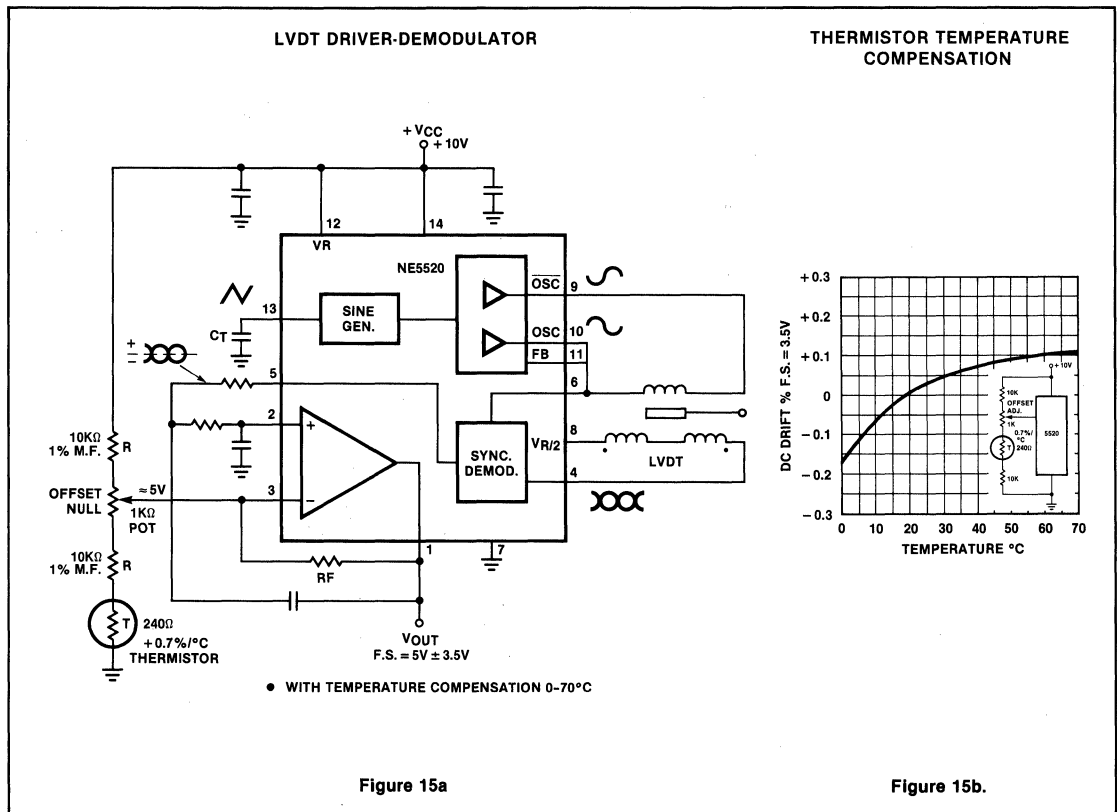 LVDT DRIVER-DEMODULATOR
THERMISTOR TEMPERATURE
COMPENSATION
+ VCC
+ 10V
12
14
VR
NE5520
OSC
9
13
SINE
GEN.
OSC
10
FB
11
CT
+
−
5
6
2
+
10KΩ
1% M.F.
R
SYNC.
DEMOD.
VR/2
8
LVDT
4
OFFSET
NULL
≈5V
1KΩ
POT
3
−
10KΩ
1% M.F.
R
1
7
RF
T
240Ω
+0.7%/°C
THERMISTOR
VOUT
F.S. = 5V ± 3.5V
● WITH TEMPERATURE COMPENSATION 0–70°C
DC DRIFT % F.S. = 3.5V
+0.3
+0.2
+0.1
0
−0.1
−0.2
−0.3
0 10 20 30 40 50 60 70
TEMPERATURE °C
+10V
10K
OFFSET
ADJ.
1K
0.7%/
°C
240Ω
T
5520
10K
Figure 15a
Figure 15b.